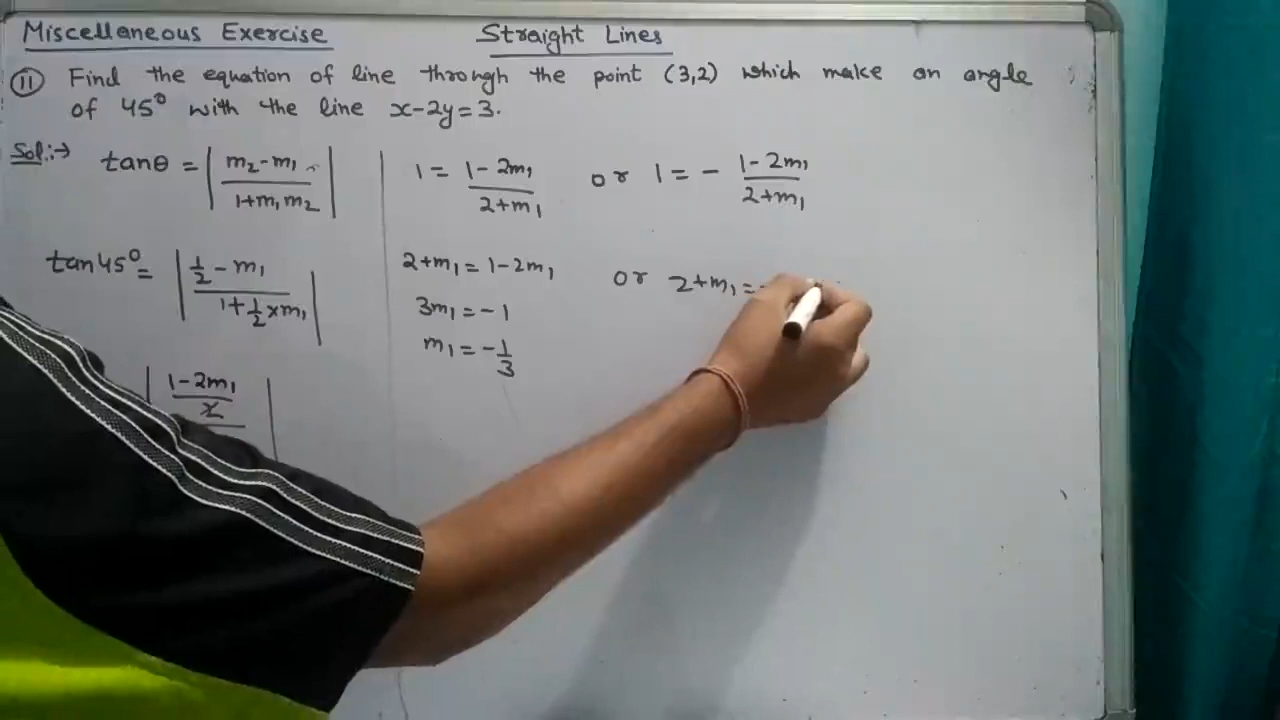 Miscellaneous Exercise
Straight Lines
11 Find the equation of line through the point (3,2) which make an angle
of 45° with the line x-2y=3.
Sol:→
tanθ = | m₂-m₁ / 1+m₁m₂ |
tan45° = | 1/2 - m₁ / 1+1/2×m₁ |
| 1-2m₁ / 2
1 = 1-2m₁ / 2+m₁ or 1 = - 1-2m₁ / 2+m₁
2+m₁ = 1-2m₁ or 2+m₁ =
3m₁ = -1
m₁ = -1/3